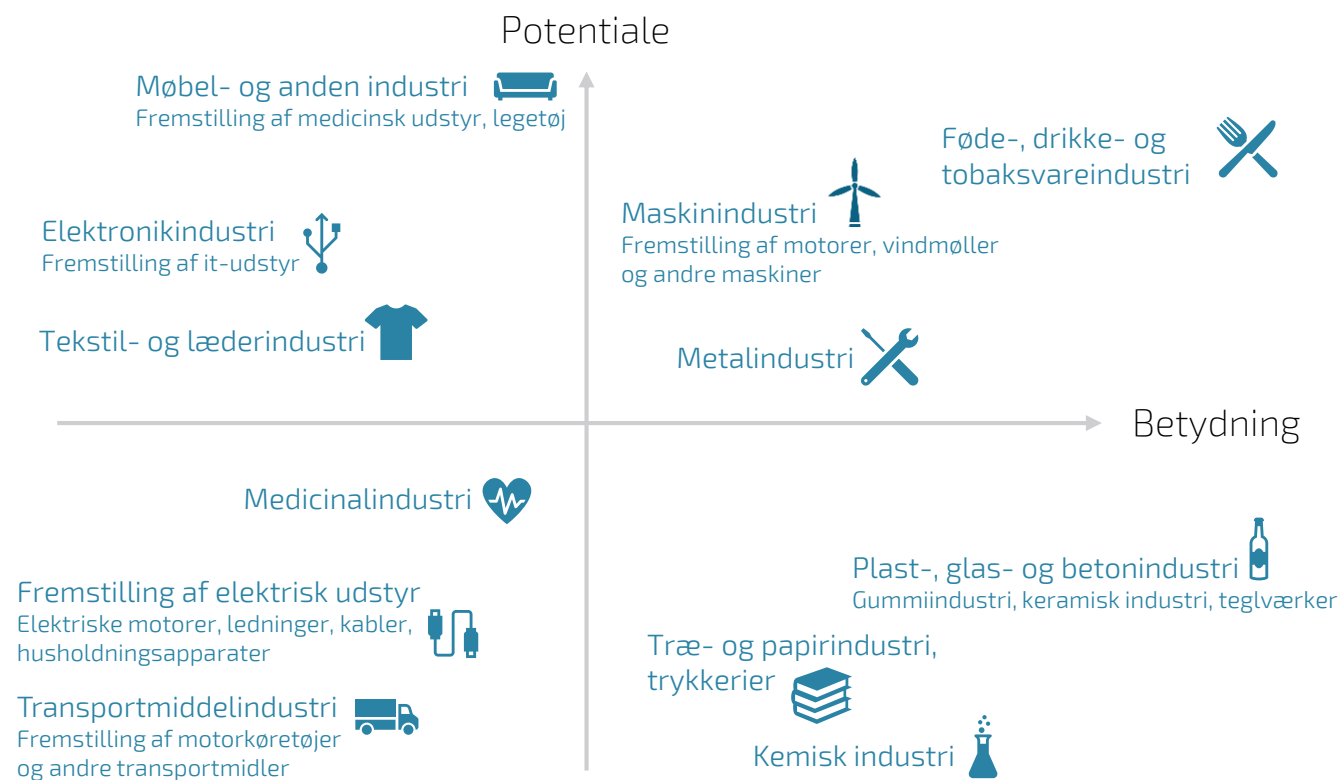 Potentiale
Møbel- og anden industri
Fremstilling af medicinsk udstyr, legetøj
Føde-, drikke- og
tobaksvareindustri
Maskinindustri
Fremstilling af motorer, vindmøller
og andre maskiner
Elektronikindustri
Fremstilling af it-udstyr
Tekstil- og læderindustri
Metalindustri
Betydning
Medicinalindustri
Plast-, glas- og betonindustri
Gummiindustri, keramisk industri, teglværker
Fremstilling af elektrisk udstyr
Elektriske motorer, ledninger, kabler,
husholdningsapparater
Træ- og papirindustri,
trykkerier
Transportmiddelindustri
Fremstilling af motorkøretøjer
og andre transportmidler
Kemisk industri